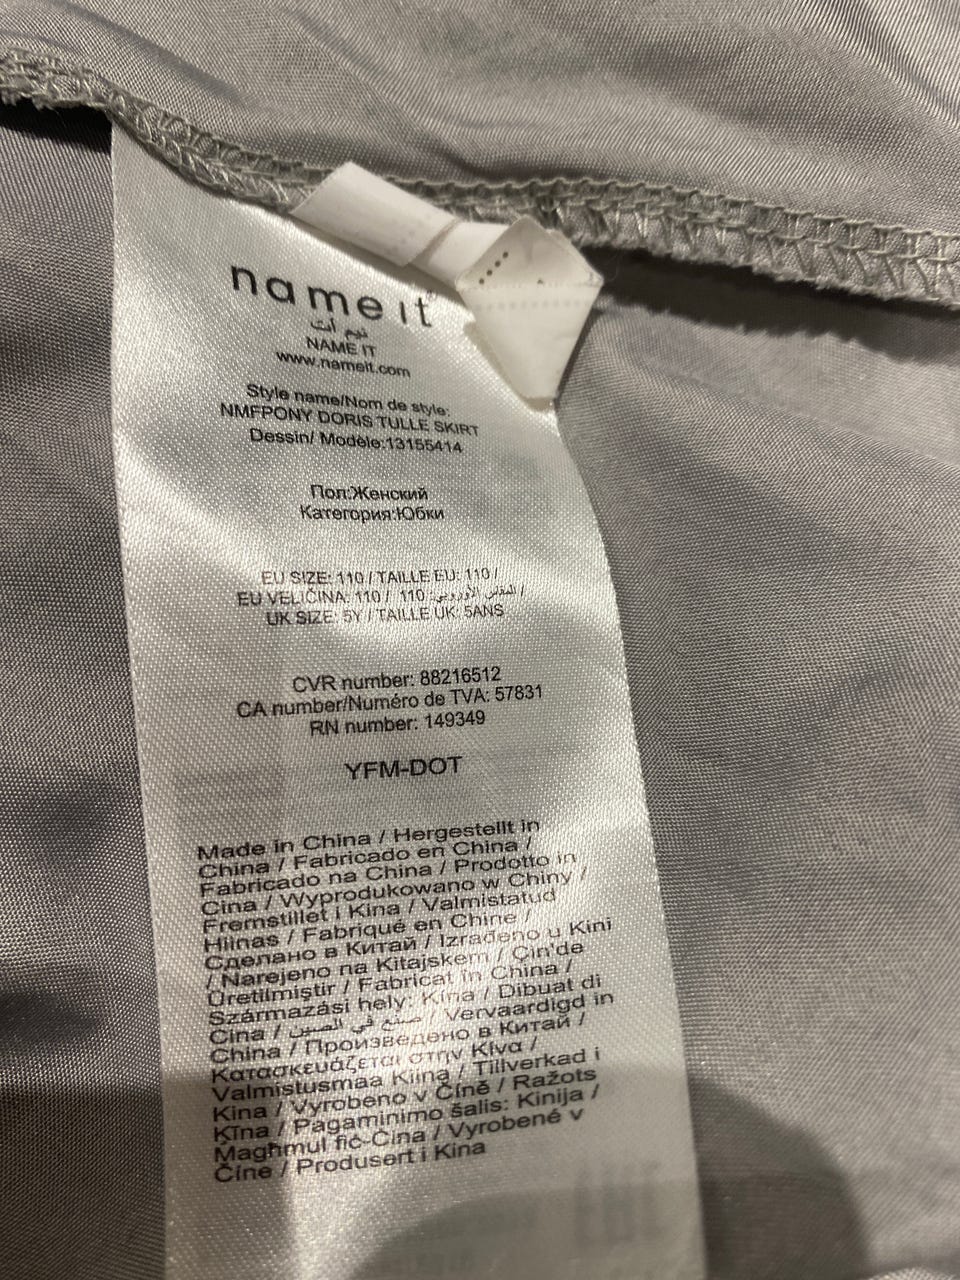 name it
نيم ات
NAME IT
www.nameit.com
Style name/Nom de style:
NMFPONY DORIS TULLE SKIRT
Dessin/ Modèle:13155414
Пол:Женский
Категория:Юбки
EU SIZE: 110 / TAILLE EU: 110 /
EU VELIČINA: 110 / 110 :المقاس الأوروبي /
UK SIZE: 5Y / TAILLE UK: 5ANS
CVR number: 88216512
CA number/Numéro de TVA: 57831
RN number: 149349
YFM-DOT
Made in China / Hergestellt in
China / Fabricado en China /
Fabricado na China / Prodotto in
Cina / Wyprodukowano w Chiny /
Fremstillet i Kina / Valmistatud
Hiinas / Fabriqué en Chine /
Сделано в Китай / Izrađeno u Kini
/ Narejeno na Kitajskem / Çin'de
Üretilmiştir / Fabricat în China /
Származási hely: Kína / Dibuat di
Cina / صنع في الصين / Vervaardigd in
China / Произведено в Китай /
Κατασκευάζεται στην Κίνα /
Valmistusmaa Kiina / Tillverkad i
Kina / Vyrobeno v Číně / Ražots
Ķīna / Pagaminimo šalis: Kinija /
Magħmul fiċ-Ċina / Vyrobené v
Číne / Produsert i Kina